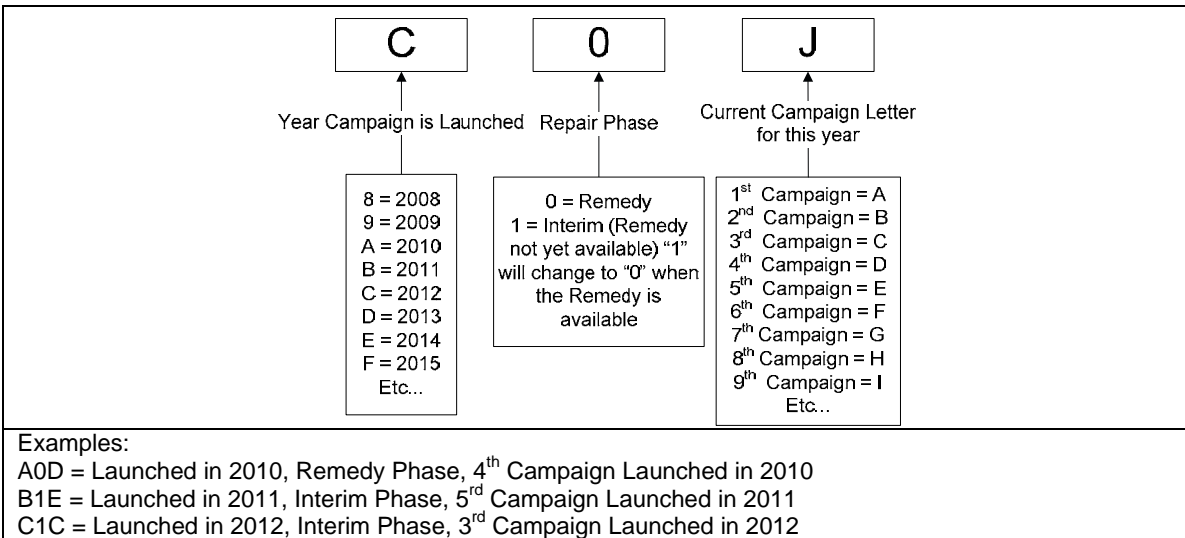 C 0 J
Year Campaign is Launched
Repair Phase
Current Campaign Letter
for this year
8 = 2008
9 = 2009
A = 2010
B = 2011
C = 2012
D = 2013
E = 2014
F = 2015
Etc...
0 = Remedy
1 = Interim (Remedy
not yet available) “1”
will change to “0” when
the Remedy is
available
1st Campaign = A
2nd Campaign = B
3rd Campaign = C
4th Campaign = D
5th Campaign = E
6th Campaign = F
7th Campaign = G
8th Campaign = H
9th Campaign = I
Etc...
Examples:
A0D = Launched in 2010, Remedy Phase, 4th Campaign Launched in 2010
B1E = Launched in 2011, Interim Phase, 5rd Campaign Launched in 2011
C1C = Launched in 2012, Interim Phase, 3rd Campaign Launched in 2012